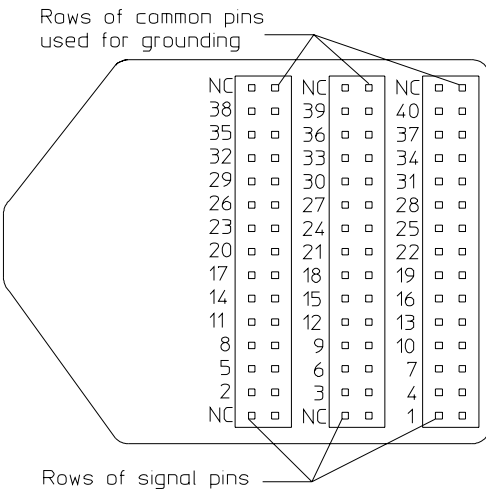 Rows of common pins
used for grounding
NC NC NC
38 39 40
35 36 37
32 33 34
29 30 31
26 27 28
23 24 25
20 21 22
17 18 19
14 15 16
11 12 13
8 9 10
5 6 7
2 3 4
NC NC 1
Rows of signal pins